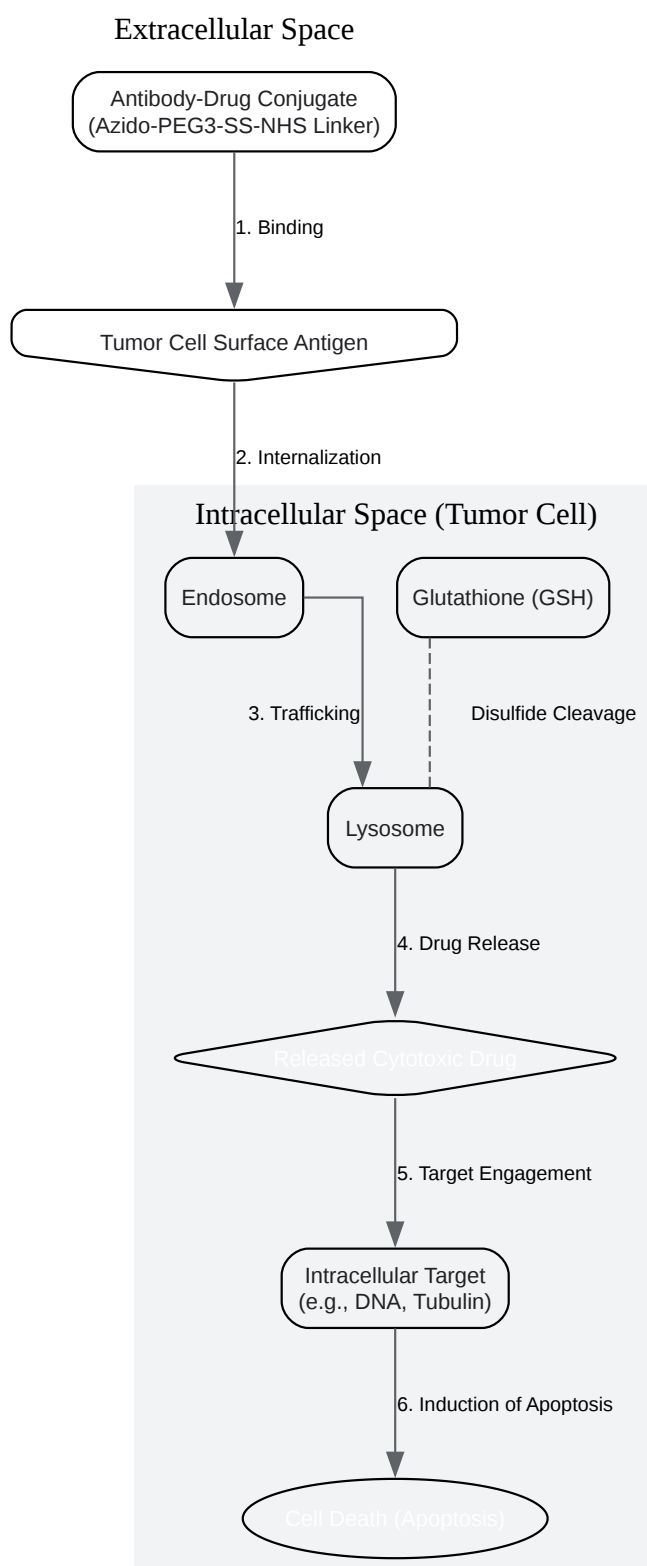 Extracellular Space
Antibody-Drug Conjugate
(Azido-PEG3-SS-NHS Linker)
1. Binding
Tumor Cell Surface Antigen
2. Internalization
Intracellular Space (Tumor Cell)
Endosome
Glutathione (GSH)
3. Trafficking
Disulfide Cleavage
Lysosome
4. Drug Release
Released Cytotoxic Drug
5. Target Engagement
Intracellular Target
(e.g., DNA, Tubulin)
6. Induction of Apoptosis
Cell Death (Apoptosis)